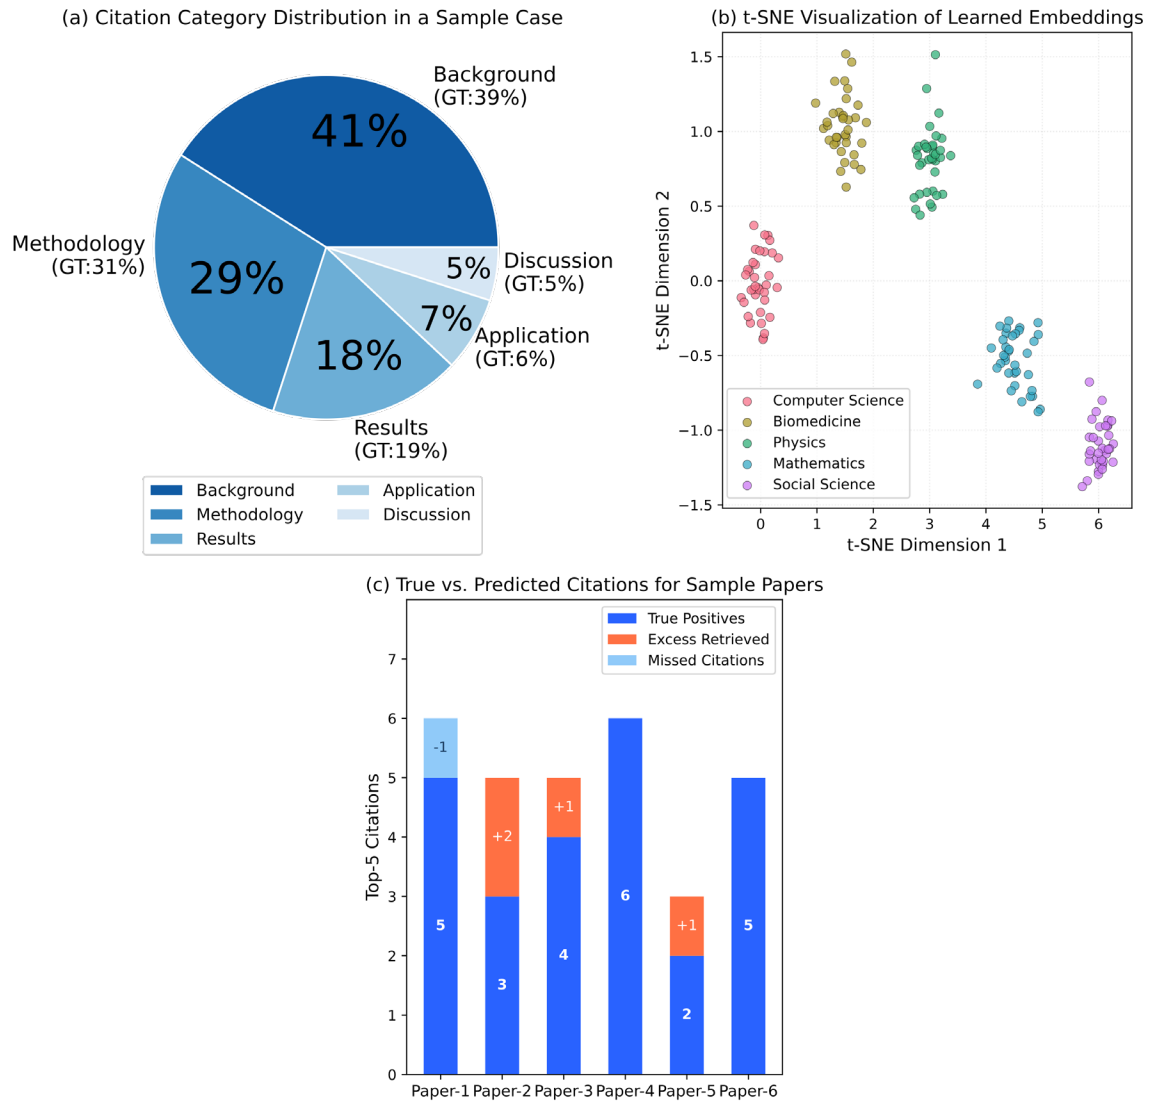 (a) Citation Category Distribution in a Sample Case
Background
(GT:39%)
41%
Methodology
(GT:31%)
29%
5%
Discussion
(GT:5%)
7%
Application
(GT:6%)
18%
Results
(GT:19%)
Background
Methodology
Results
Application
Discussion
(b) t-SNE Visualization of Learned Embeddings
t-SNE Dimension 2
1.5
1.0
0.5
0.0
−0.5
−1.0
−1.5
Computer Science
Biomedicine
Physics
Mathematics
Social Science
0 1 2 3 4 5 6
t-SNE Dimension 1
(c) True vs. Predicted Citations for Sample Papers
True Positives
Excess Retrieved
Missed Citations
Top-5 Citations
7
6
5
4
3
2
1
0
-1
5
+2
3
+1
4
6
+1
2
5
Paper-1 Paper-2 Paper-3 Paper-4 Paper-5 Paper-6